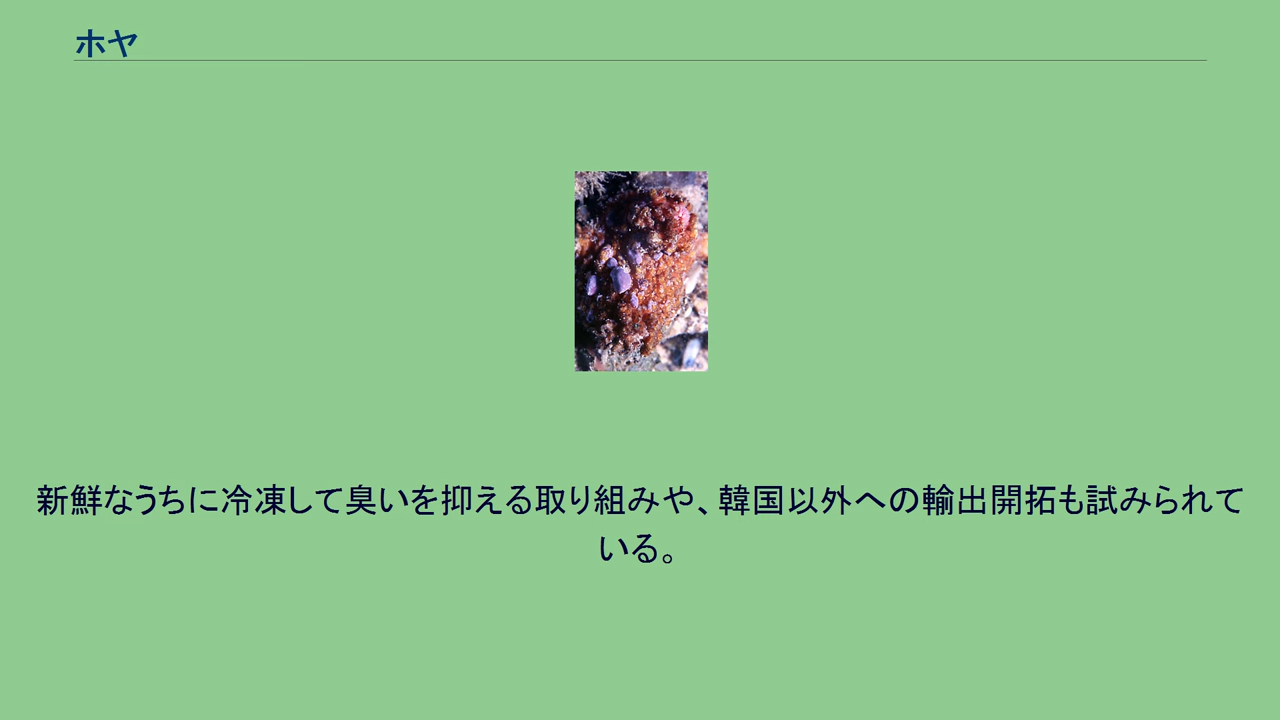 ホヤ
新鮮なうちに冷凍して臭いを抑える取り組みや、韓国以外への輸出開拓も試みられて
いる。